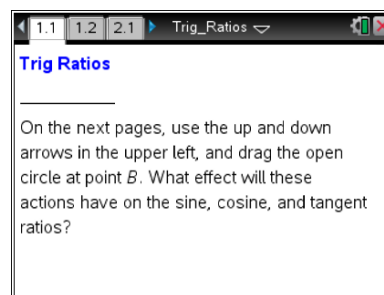 1.1 1.2 2.1 Trig_Ratios
Trig Ratios
On the next pages, use the up and down
arrows in the upper left, and drag the open
circle at point B. What effect will these
actions have on the sine, cosine, and tangent
ratios?